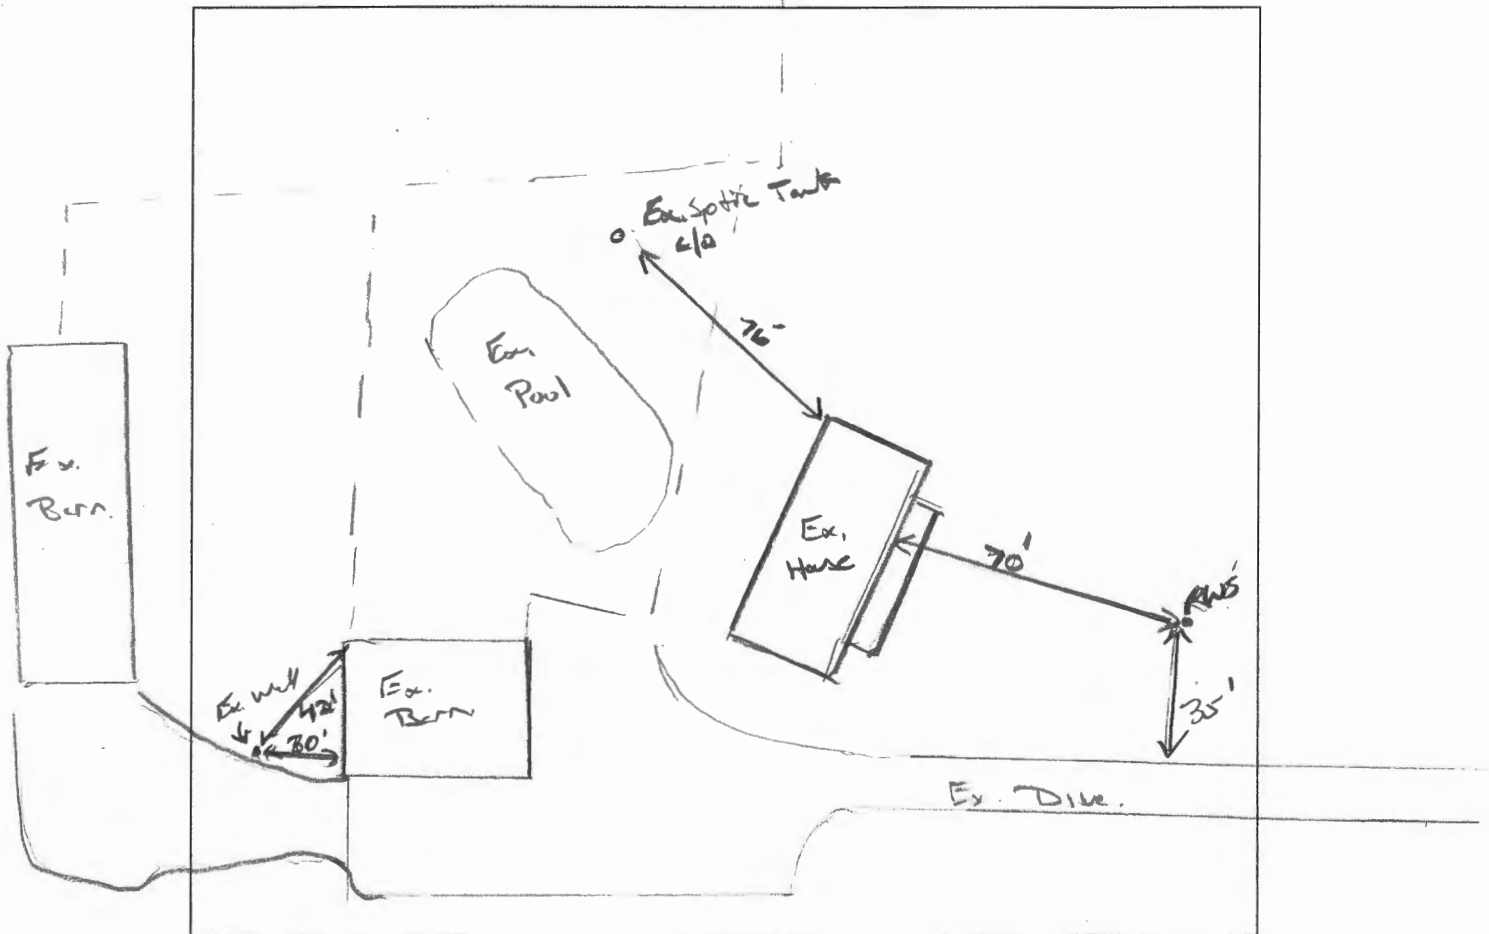 Ex. Septic Tank
c/o
76'
Ex.
Pool
Ex.
Barn.
Ex.
House
70'
35'
Ex. Well
42'
30'
Ex.
Barn
Ex. Drive.